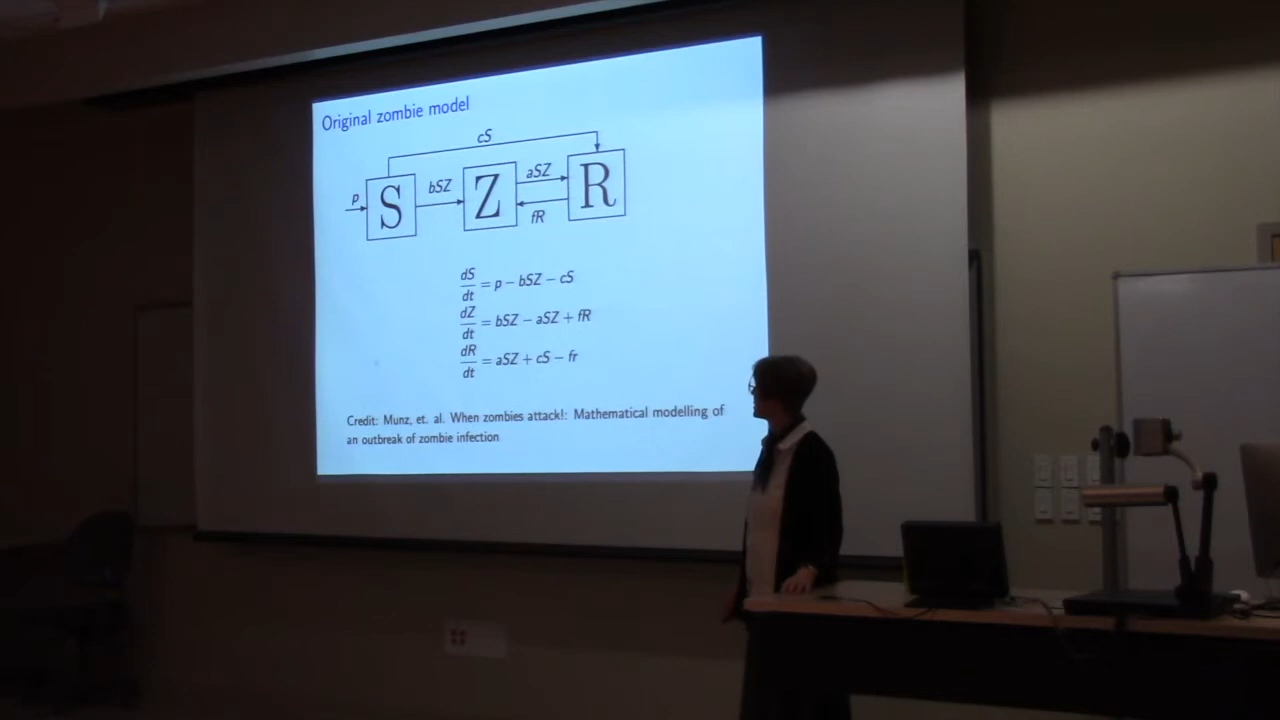 Original zombie model
cS
p
S
bSZ
Z
aSZ
fR
R
dS/dt = p − bSZ − cS
dZ/dt = bSZ − aSZ + fR
dR/dt = aSZ + cS − fr
Credit: Munz, et. al. When zombies attack!: Mathematical modelling of
an outbreak of zombie infection